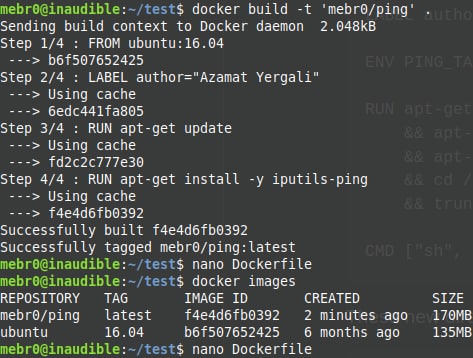 mebr0@inaudible:~/test$ docker build -t 'mebr0/ping' .
Sending build context to Docker daemon  2.048kB
Step 1/4 : FROM ubuntu:16.04
 ---> b6f507652425
Step 2/4 : LABEL author="Azamat Yergali"
 ---> Using cache
 ---> 6edc441fa805
Step 3/4 : RUN apt-get update
 ---> Using cache
 ---> fd2c2c777e30
Step 4/4 : RUN apt-get install -y iputils-ping
 ---> Using cache
 ---> f4e4d6fb0392
Successfully built f4e4d6fb0392
Successfully tagged mebr0/ping:latest
mebr0@inaudible:~/test$ nano Dockerfile
mebr0@inaudible:~/test$ docker images
REPOSITORY   TAG       IMAGE ID       CREATED         SIZE
mebr0/ping   latest    f4e4d6fb0392   2 minutes ago   170MB
ubuntu       16.04     b6f507652425   6 months ago    135MB
mebr0@inaudible:~/test$ nano Dockerfile
LABEL autho
ENV PING_TA
RUN apt-get
&& apt-
&& apt-
&& cd /
&& trun
CMD ["sh",